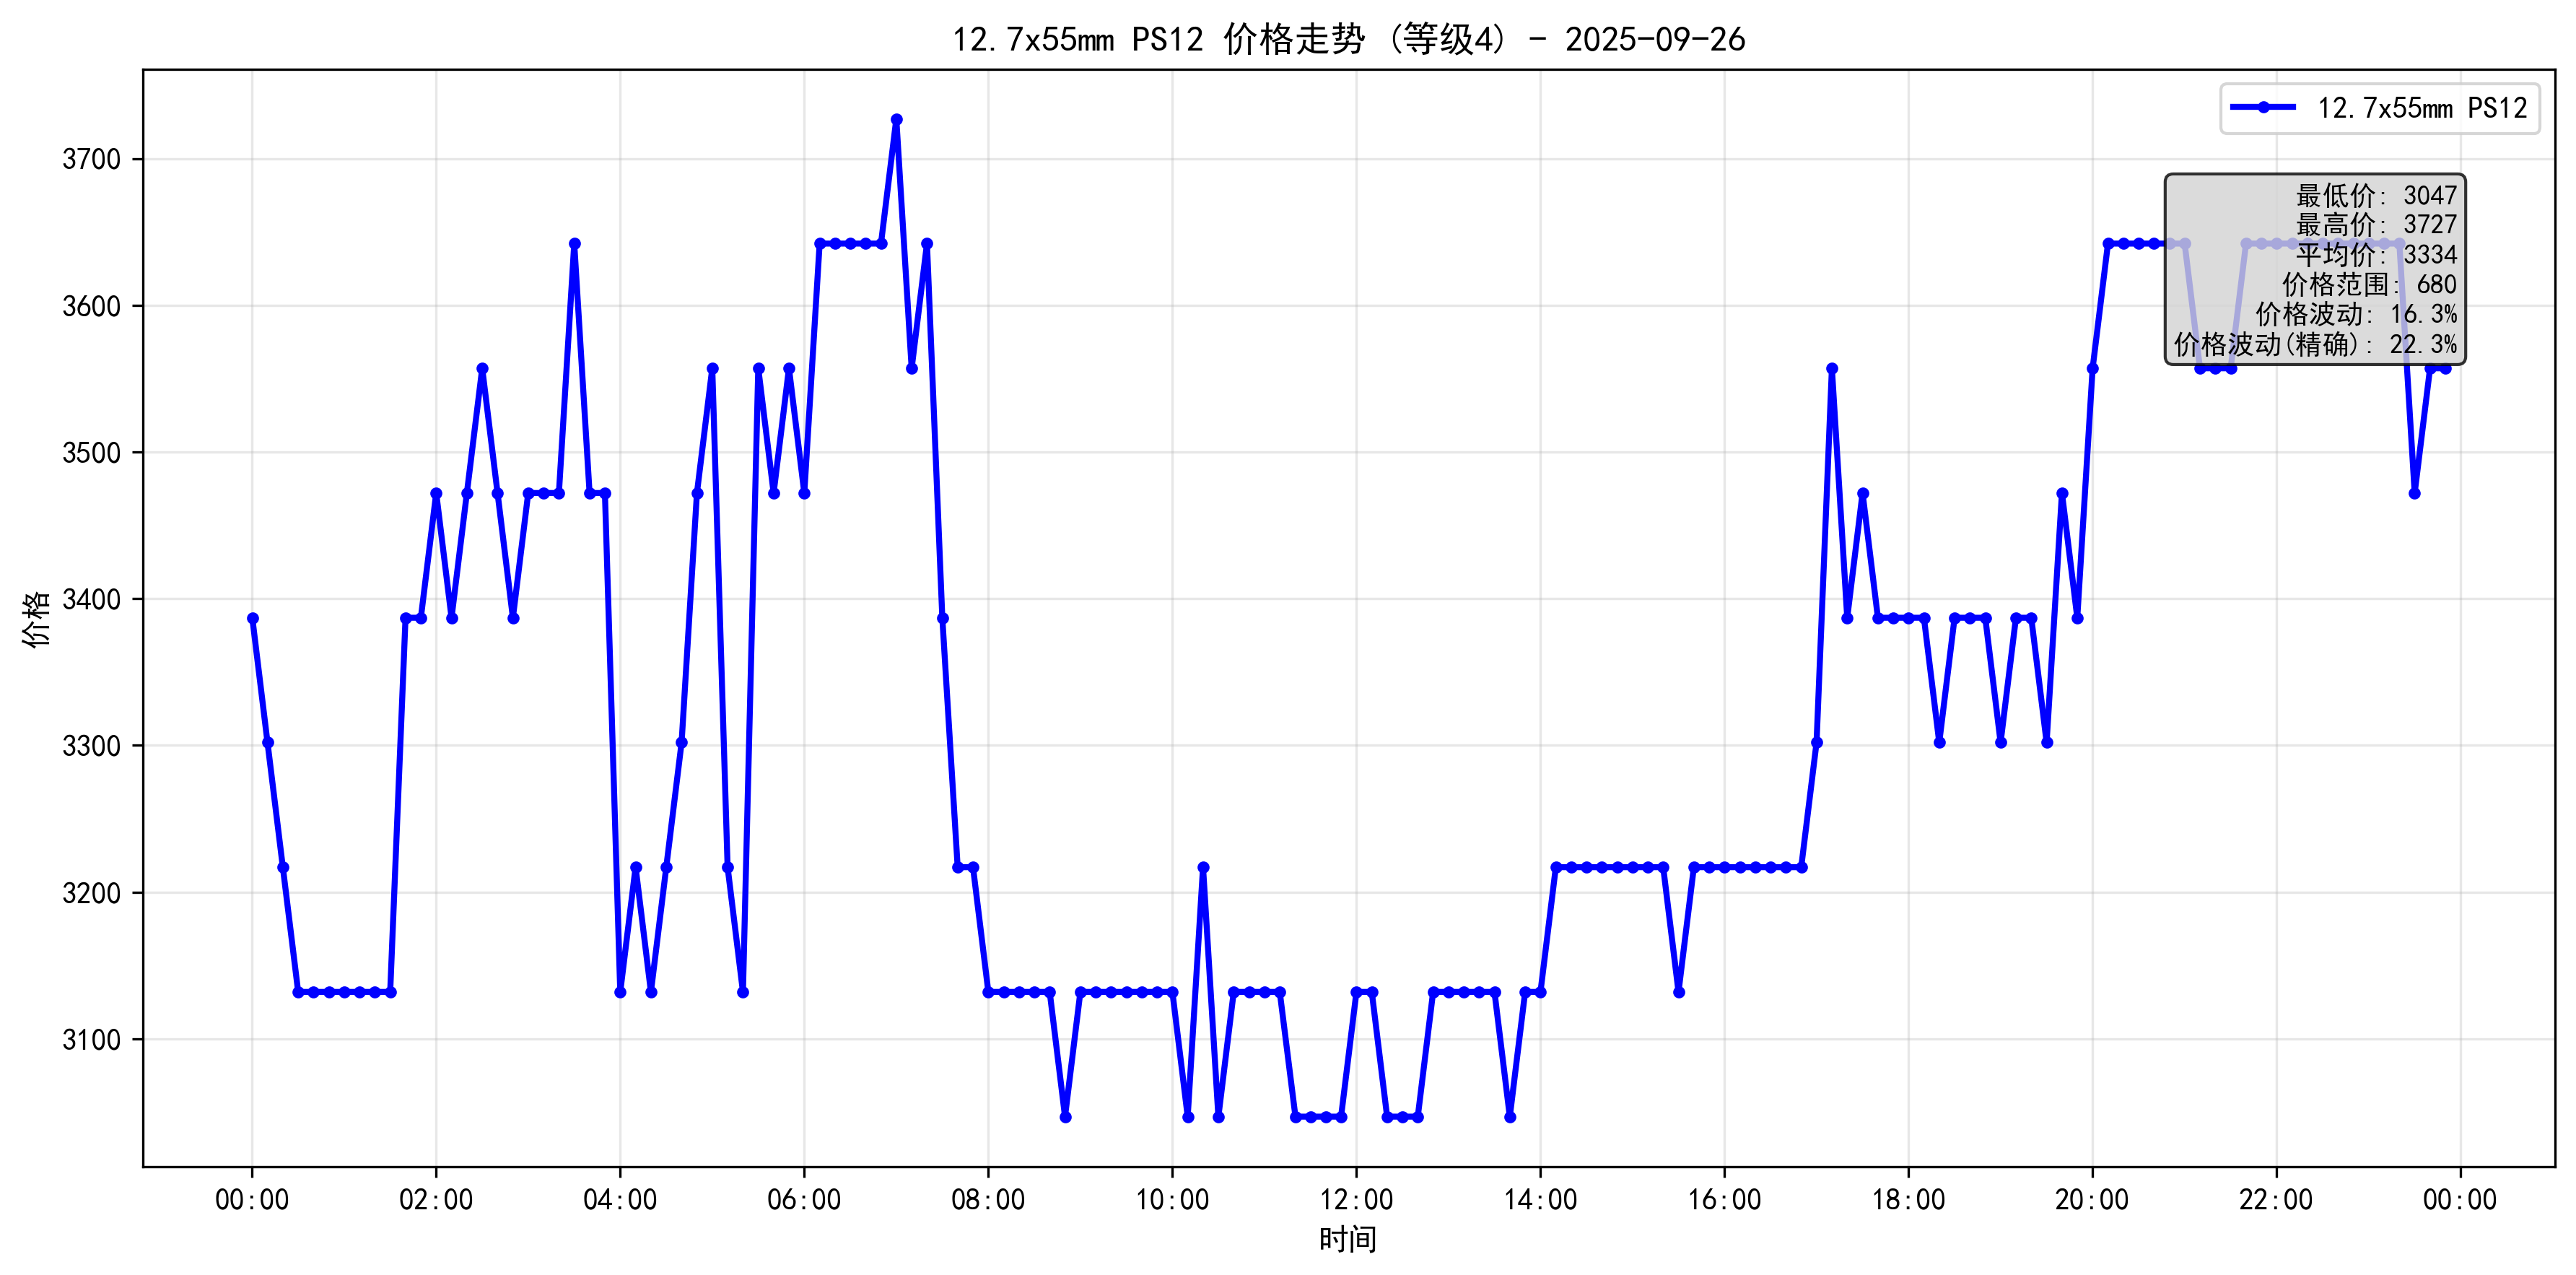 12.7x55mm PS12 价格走势 (等级4) - 2025-09-26
12.7x55mm PS12
最低价: 3047
最高价: 3727
平均价: 3334
价格范围: 680
价格波动: 16.3%
价格波动(精确): 22.3%
价格
3700
3600
3500
3400
3300
3200
3100
00:00 02:00 04:00 06:00 08:00 10:00 12:00 14:00 16:00 18:00 20:00 22:00 00:00
时间